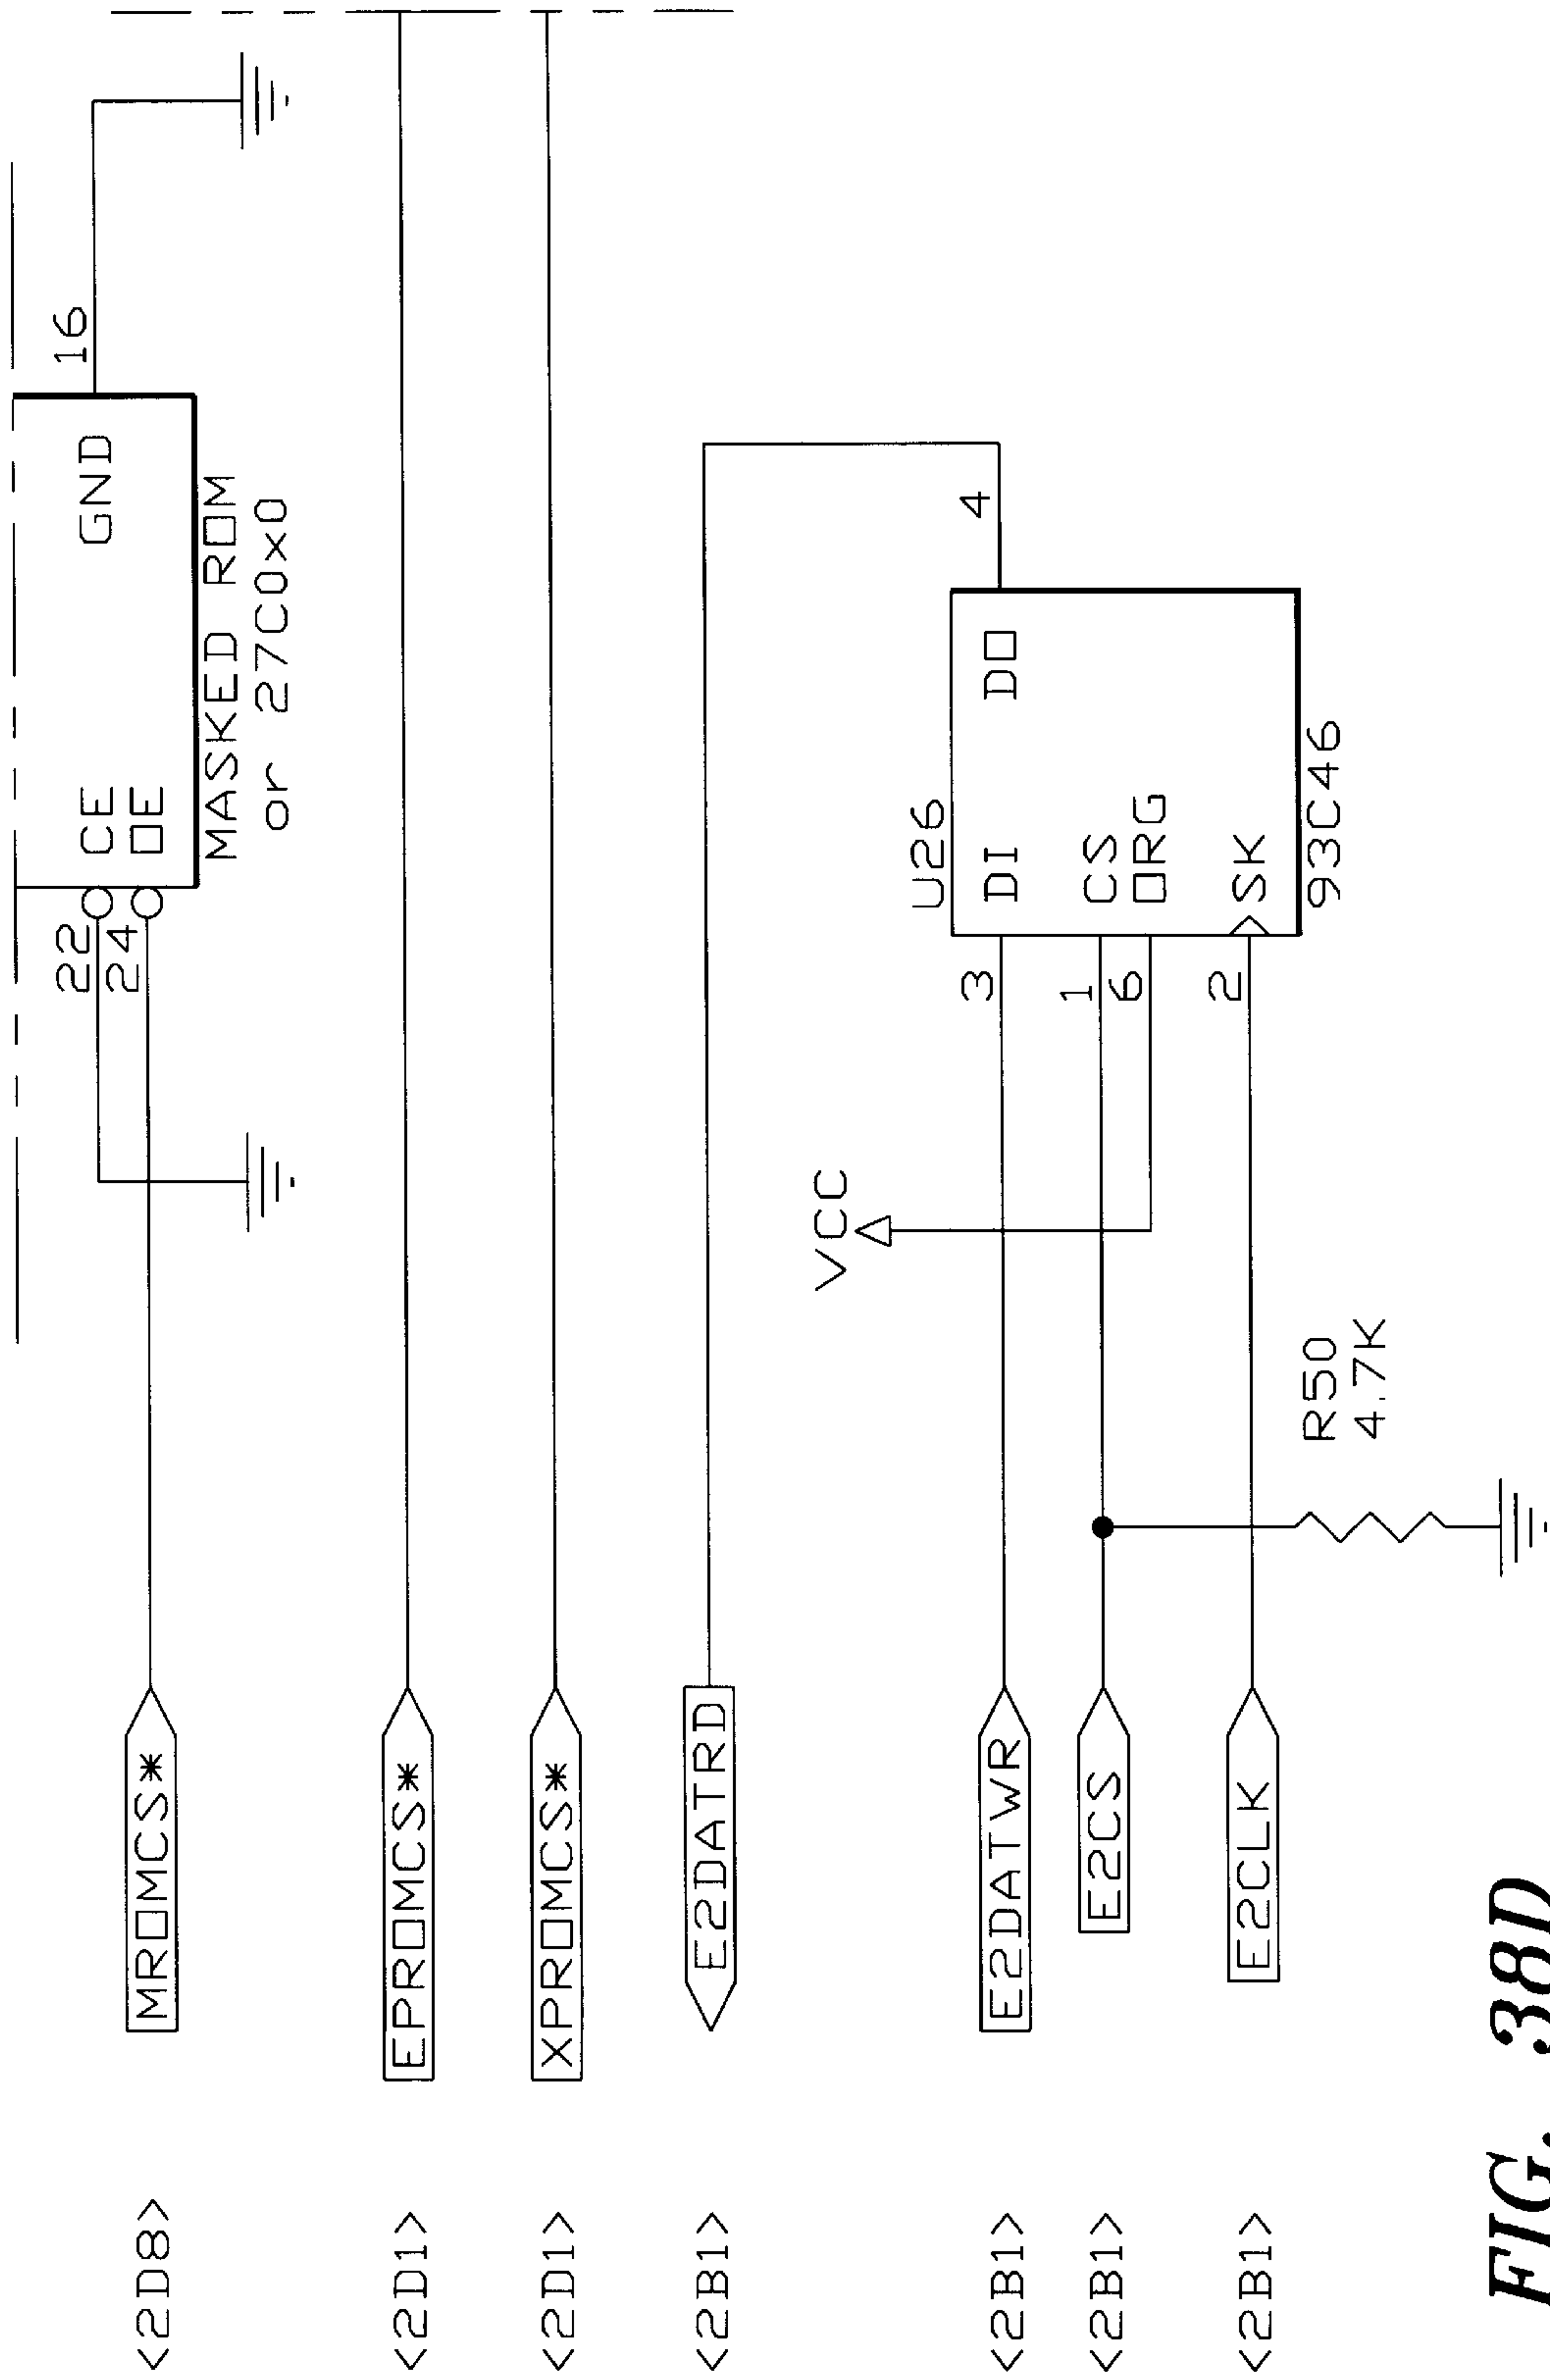 16
GND
22
CE
24
OE
MASKED ROM
or 27C0x0
<2D8>
MROMCS*
<2D1>
EPROMCS*
<2D1>
XPROMCS*
<2B1>
E2DATRD
4
VCC
U26
<2B1>
E2DATWR
3
DI
DO
<2B1>
E2CS
1
CS
6
ORG
<2B1>
E2CLK
2
SK
93C46
R50
4.7K
FIG. 38D